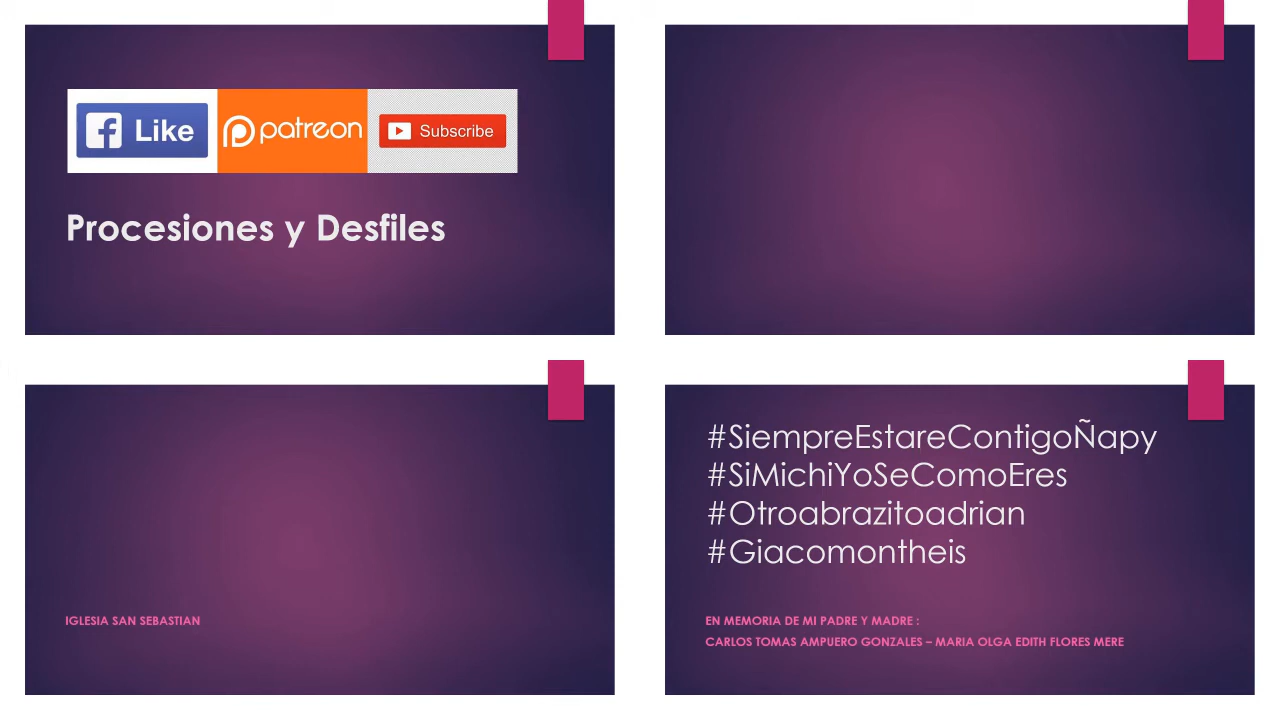 Like
patreon
Subscribe
Procesiones y Desfiles
IGLESIA SAN SEBASTIAN
#SiempreEstareContigoÑapy
#SiMichiYoSeComoEres
#Otroabrazitoadrian
#Giacomontheis
EN MEMORIA DE MI PADRE Y MADRE :
CARLOS TOMAS AMPUERO GONZALES – MARIA OLGA EDITH FLORES MERE